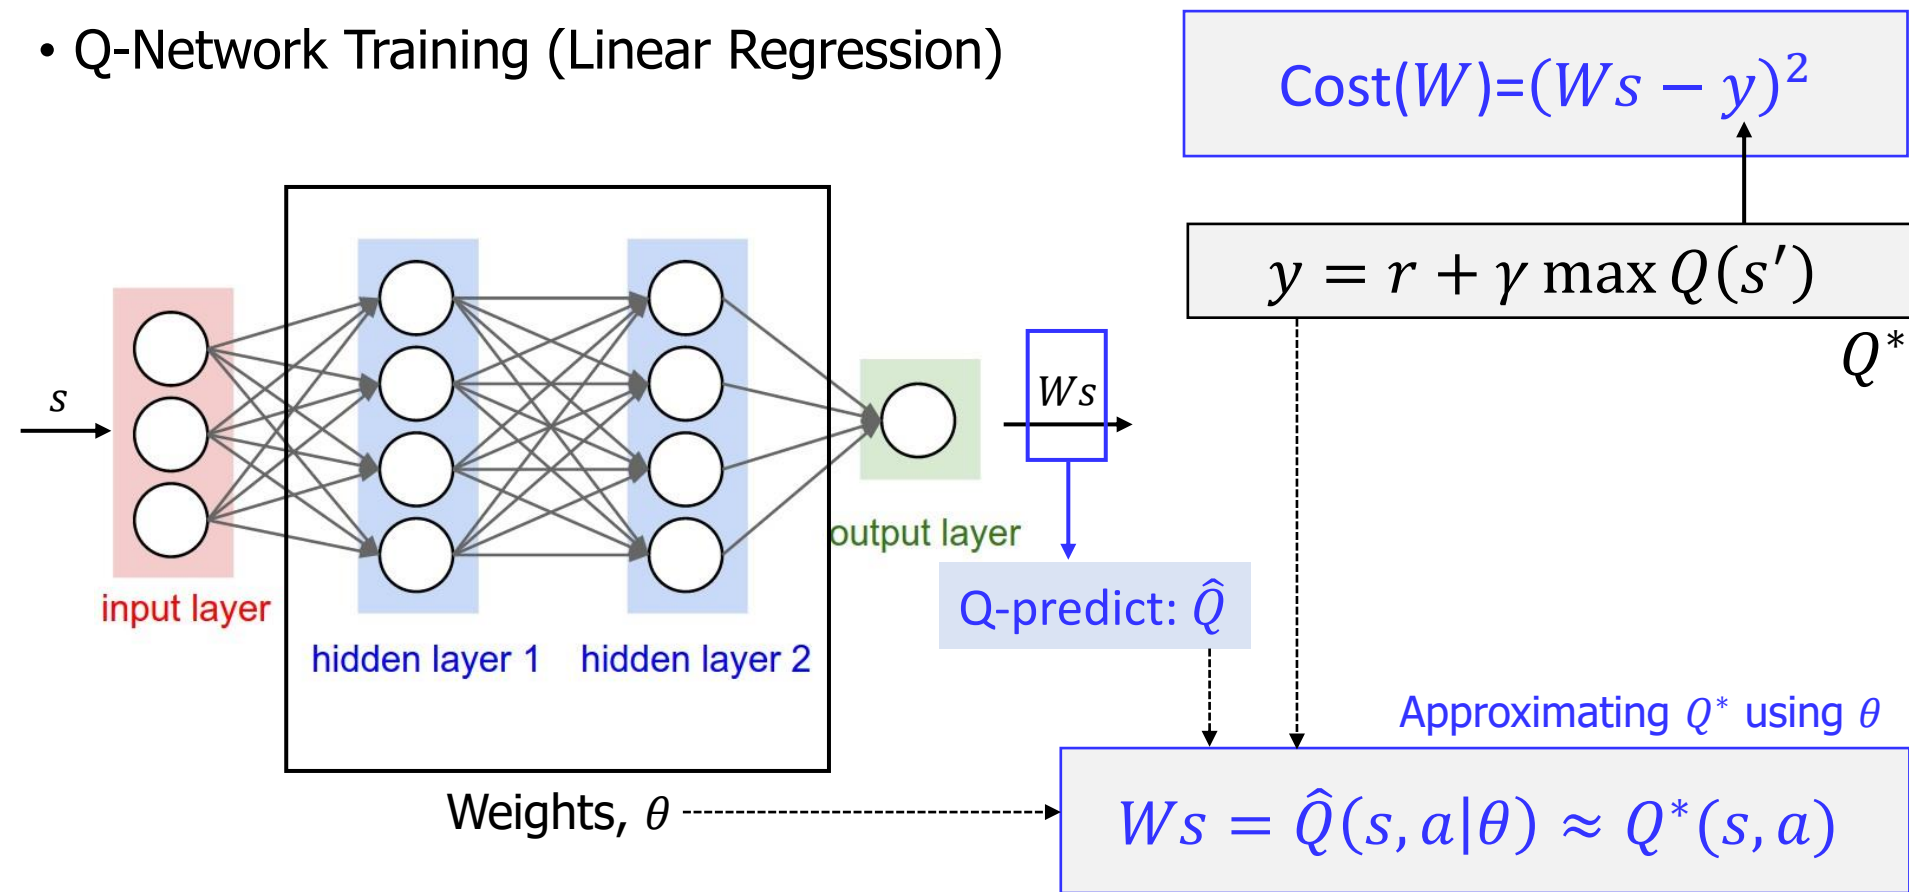 • Q-Network Training (Linear Regression)
Cost(W)=(Ws − y)²
y = r + γ max Q(s′)
Q*
s
Ws
output layer
input layer
Q-predict: Q̂
hidden layer 1
hidden layer 2
Approximating Q* using θ
Weights, θ
Ws = Q̂(s, a|θ) ≈ Q*(s, a)